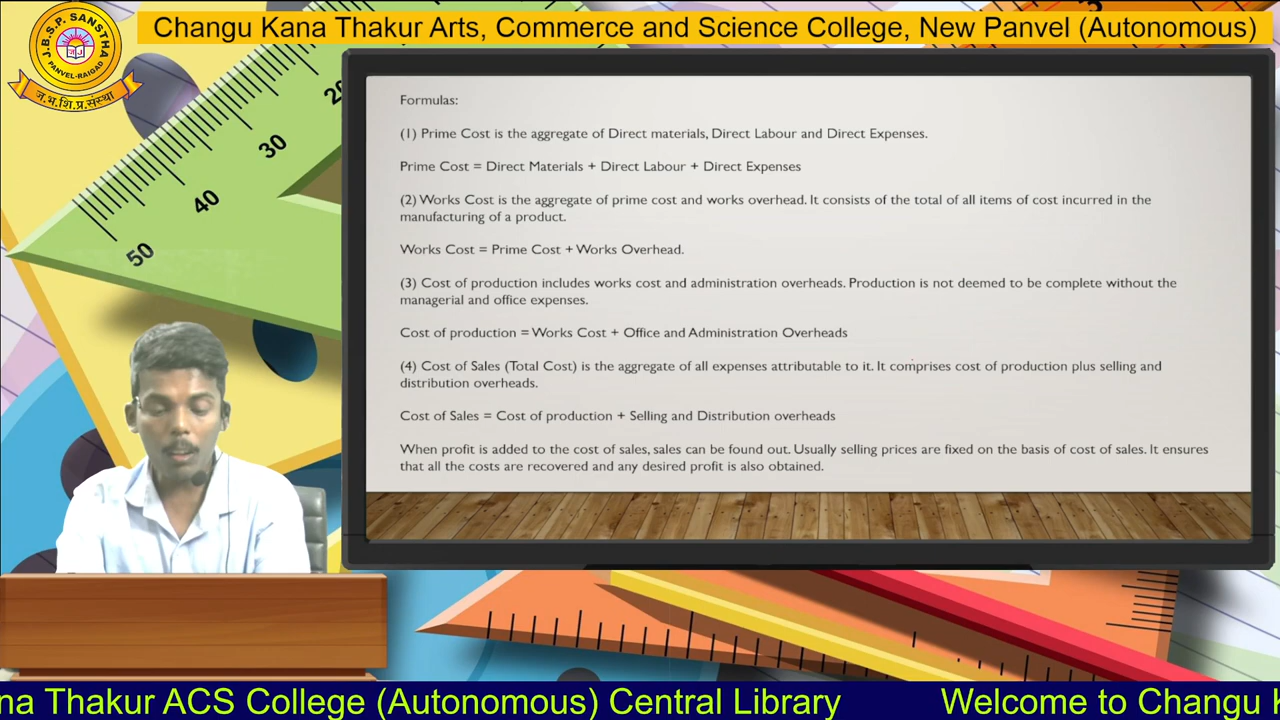 Changu Kana Thakur Arts, Commerce and Science College, New Panvel (Autonomous)
J.B.S.P. SANSTHA
PANVEL-RAIGAD
ज.भ.शि.प्र.संस्था
30
40
50
Formulas:
(1) Prime Cost is the aggregate of Direct materials, Direct Labour and Direct Expenses.
Prime Cost = Direct Materials + Direct Labour + Direct Expenses
(2) Works Cost is the aggregate of prime cost and works overhead. It consists of the total of all items of cost incurred in the
manufacturing of a product.
Works Cost = Prime Cost + Works Overhead.
(3) Cost of production includes works cost and administration overheads. Production is not deemed to be complete without the
managerial and office expenses.
Cost of production = Works Cost + Office and Administration Overheads
(4) Cost of Sales (Total Cost) is the aggregate of all expenses attributable to it. It comprises cost of production plus selling and
distribution overheads.
Cost of Sales = Cost of production + Selling and Distribution overheads
When profit is added to the cost of sales, sales can be found out. Usually selling prices are fixed on the basis of cost of sales. It ensures
that all the costs are recovered and any desired profit is also obtained.
na Thakur ACS College (Autonomous) Central Library Welcome to Changu